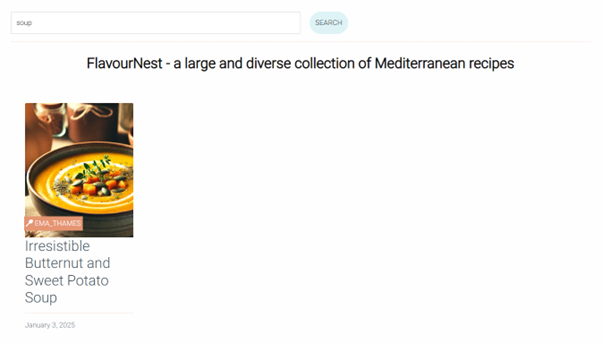 soup
SEARCH
FlavourNest - a large and diverse collection of Mediterranean recipes
EMA_THAMES
Irresistible
Butternut and
Sweet Potato
Soup
January 3, 2025